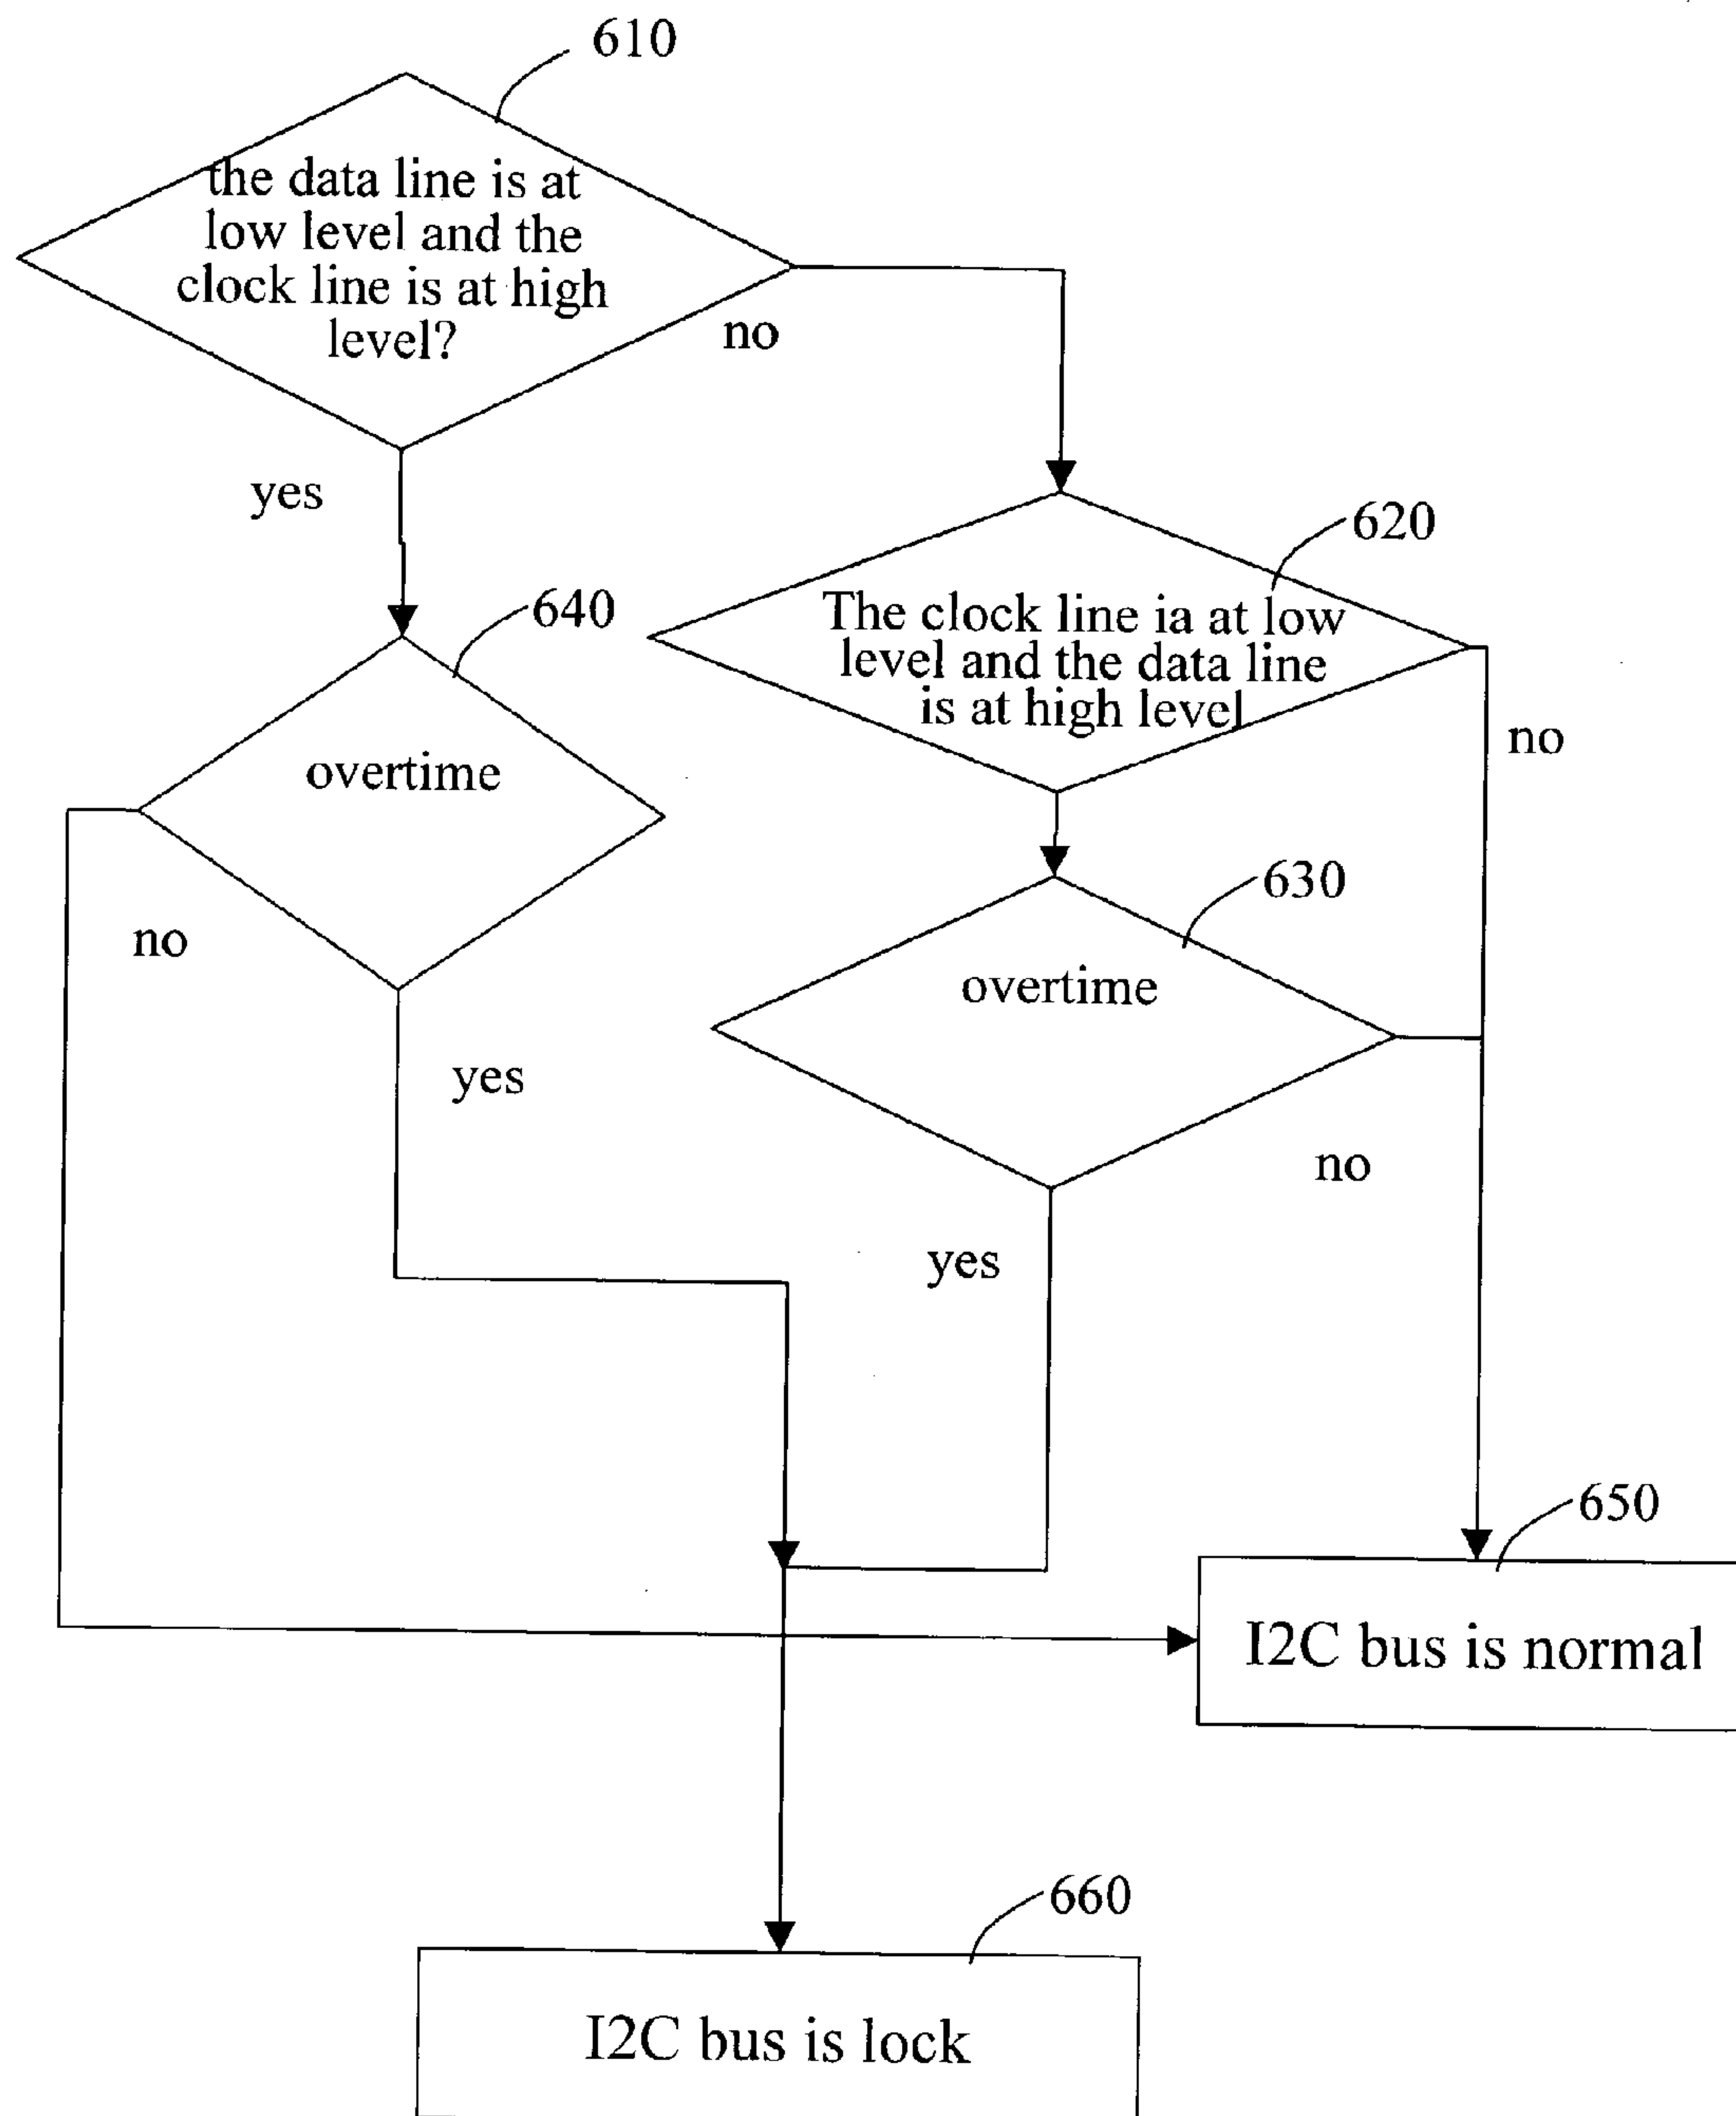 610
the data line is at
low level and the
clock line is at high
level?
no
yes
620
The clock line ia at low
level and the data line
is at high level
no
640
overtime
no
yes
630
overtime
no
yes
650
I2C bus is normal
660
I2C bus is lock